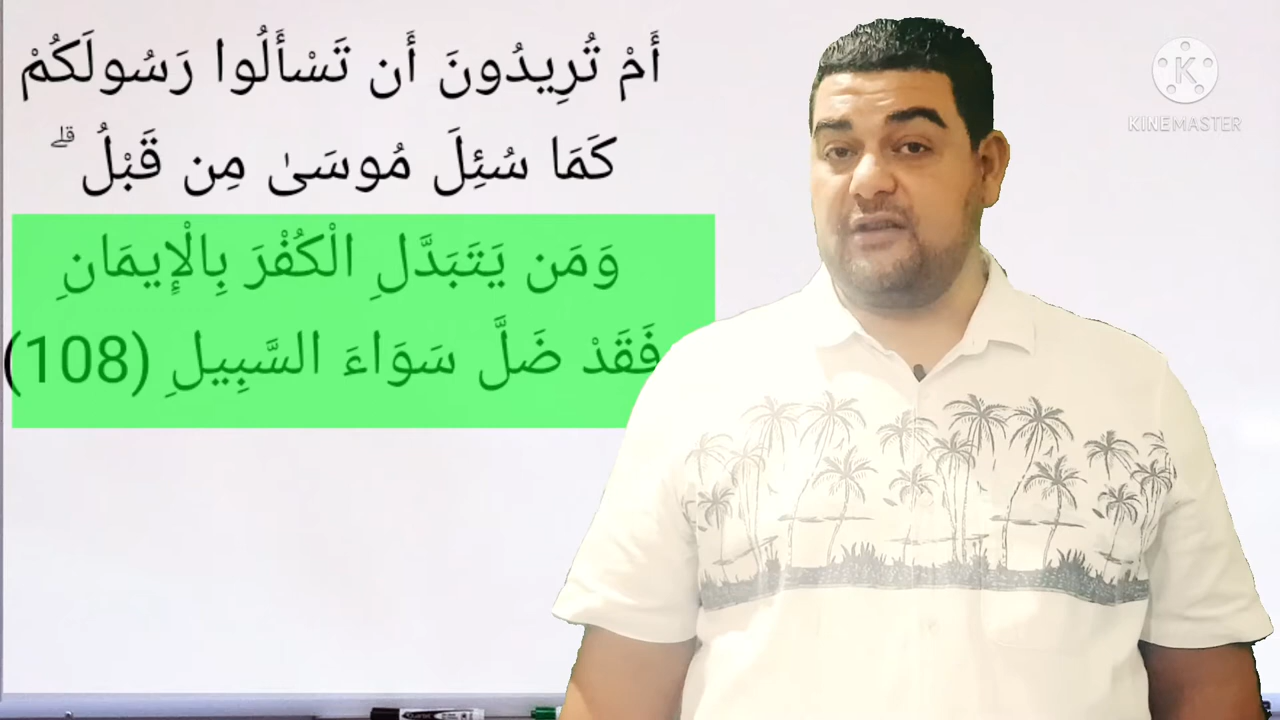 أَمْ تُرِيدُونَ أَن تَسْأَلُوا رَسُولَكُمْ
كَمَا سُئِلَ مُوسَىٰ مِن قَبْلُ ۗ
وَمَن يَتَبَدَّلِ الْكُفْرَ بِالْإِيمَانِ
فَقَدْ ضَلَّ سَوَاءَ السَّبِيلِ (108)
K
KINEMASTER